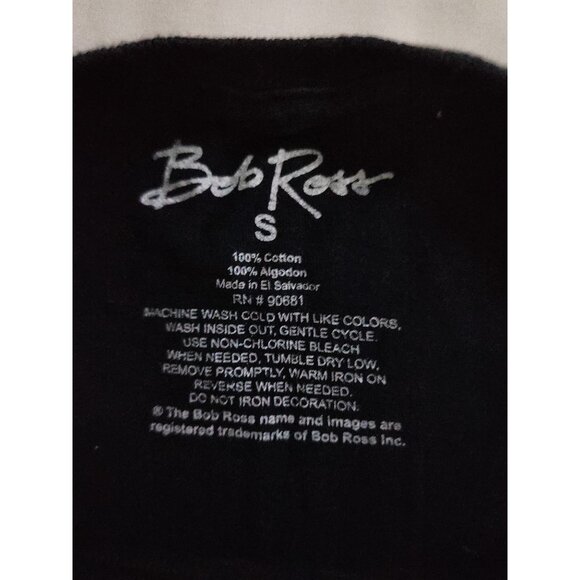 Bob Ross
S
100% Cotton
100% Algodon
Made in El Salvador
RN # 90681
MACHINE WASH COLD WITH LIKE COLORS,
WASH INSIDE OUT, GENTLE CYCLE.
USE NON-CHLORINE BLEACH
WHEN NEEDED, TUMBLE DRY LOW,
REMOVE PROMPTLY, WARM IRON ON
REVERSE WHEN NEEDED.
DO NOT IRON DECORATION.
® The Bob Ross name and images are
registered trademarks of Bob Ross Inc.